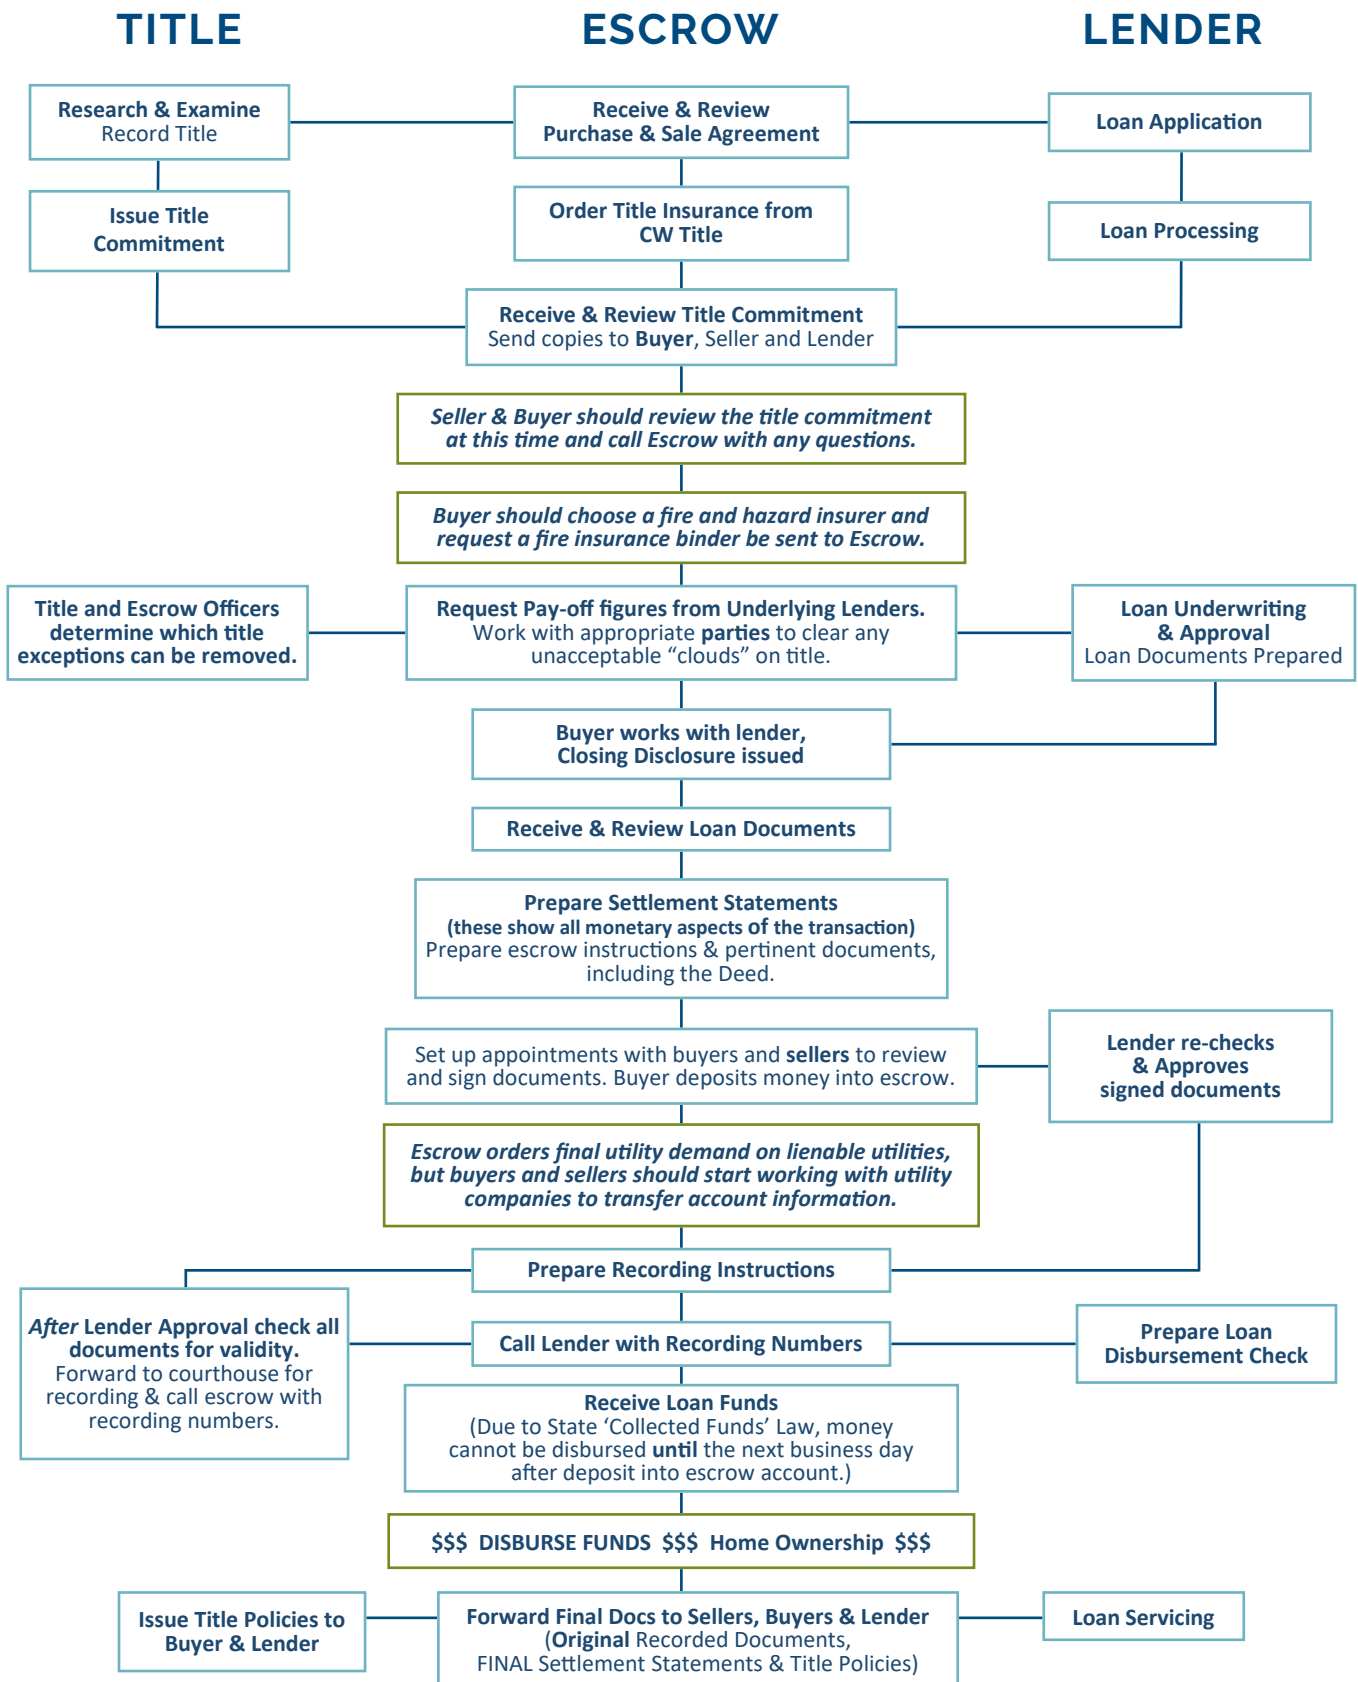 TITLE
ESCROW
LENDER
Research & Examine
Record Title
Receive & Review
Purchase & Sale Agreement
Loan Application
Issue Title
Commitment
Order Title Insurance from
CW Title
Loan Processing
Receive & Review Title Commitment
Send copies to Buyer, Seller and Lender
Seller & Buyer should review the title commitment
at this time and call Escrow with any questions.
Buyer should choose a fire and hazard insurer and
request a fire insurance binder be sent to Escrow.
Title and Escrow Officers
determine which title
exceptions can be removed.
Request Pay-off figures from Underlying Lenders.
Work with appropriate parties to clear any
unacceptable “clouds” on title.
Loan Underwriting
& Approval
Loan Documents Prepared
Buyer works with lender,
Closing Disclosure issued
Receive & Review Loan Documents
Prepare Settlement Statements
(these show all monetary aspects of the transaction)
Prepare escrow instructions & pertinent documents,
including the Deed.
Set up appointments with buyers and sellers to review
and sign documents. Buyer deposits money into escrow.
Lender re-checks
& Approves
signed documents
Escrow orders final utility demand on lienable utilities,
but buyers and sellers should start working with utility
companies to transfer account information.
Prepare Recording Instructions
After Lender Approval check all
documents for validity.
Forward to courthouse for
recording & call escrow with
recording numbers.
Call Lender with Recording Numbers
Prepare Loan
Disbursement Check
Receive Loan Funds
(Due to State ‘Collected Funds’ Law, money
cannot be disbursed until the next business day
after deposit into escrow account.)
$$$ DISBURSE FUNDS $$$ Home Ownership $$$
Issue Title Policies to
Buyer & Lender
Forward Final Docs to Sellers, Buyers & Lender
(Original Recorded Documents,
FINAL Settlement Statements & Title Policies)
Loan Servicing